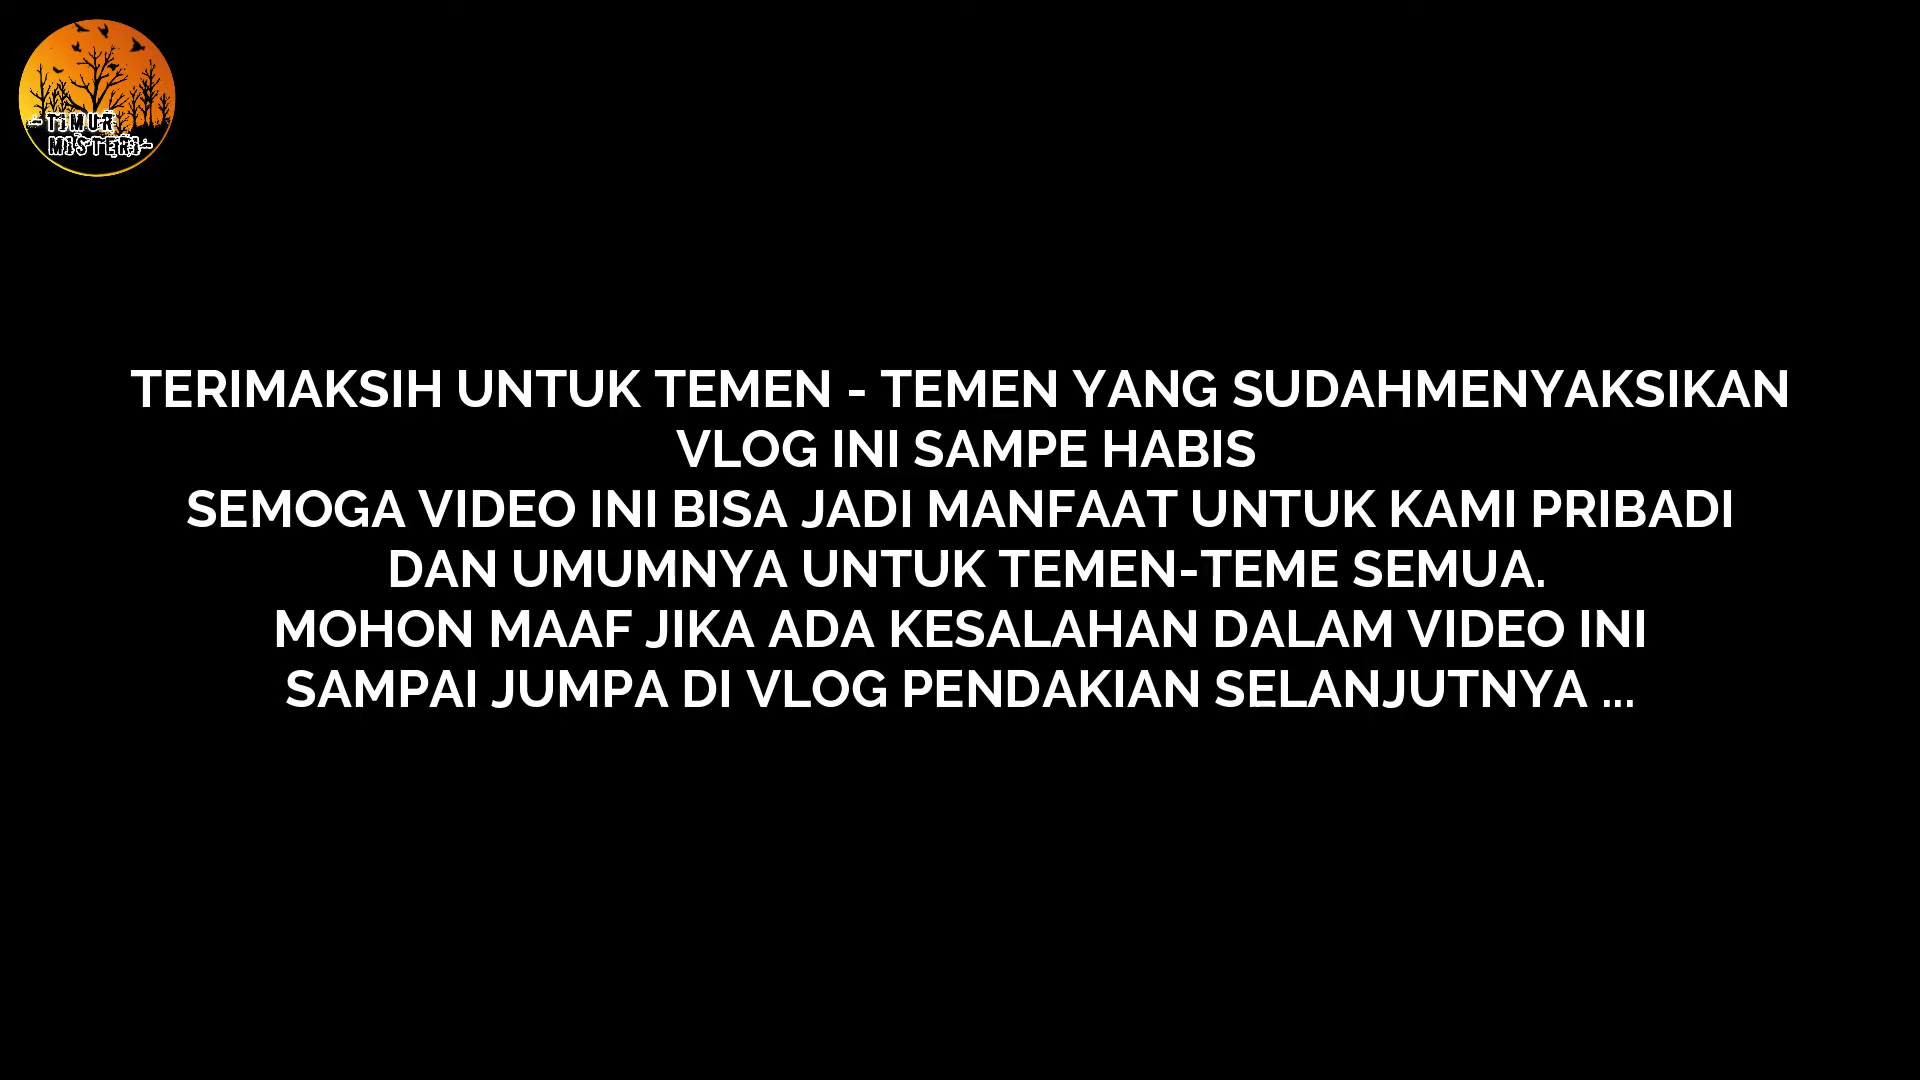 - TIMUR
MISTERI -
TERIMAKSIH UNTUK TEMEN - TEMEN YANG SUDAHMENYAKSIKAN
VLOG INI SAMPE HABIS
SEMOGA VIDEO INI BISA JADI MANFAAT UNTUK KAMI PRIBADI
DAN UMUMNYA UNTUK TEMEN-TEME SEMUA.
MOHON MAAF JIKA ADA KESALAHAN DALAM VIDEO INI
SAMPAI JUMPA DI VLOG PENDAKIAN SELANJUTNYA ...